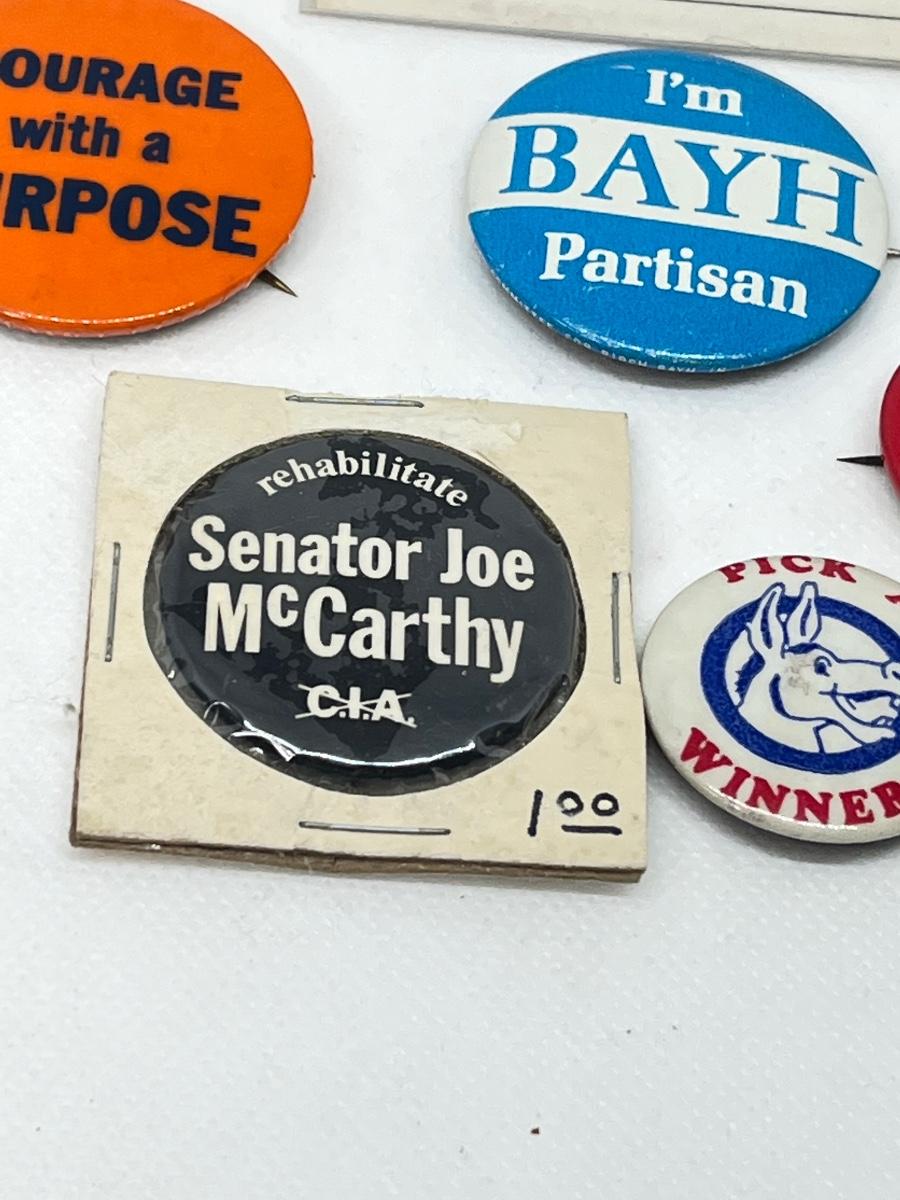 OURAGE
with a
RPOSE
I'm
BAYH
Partisan
rehabilitate
Senator Joe
McCarthy
C.I.A.
1 00
PICK
WINNER